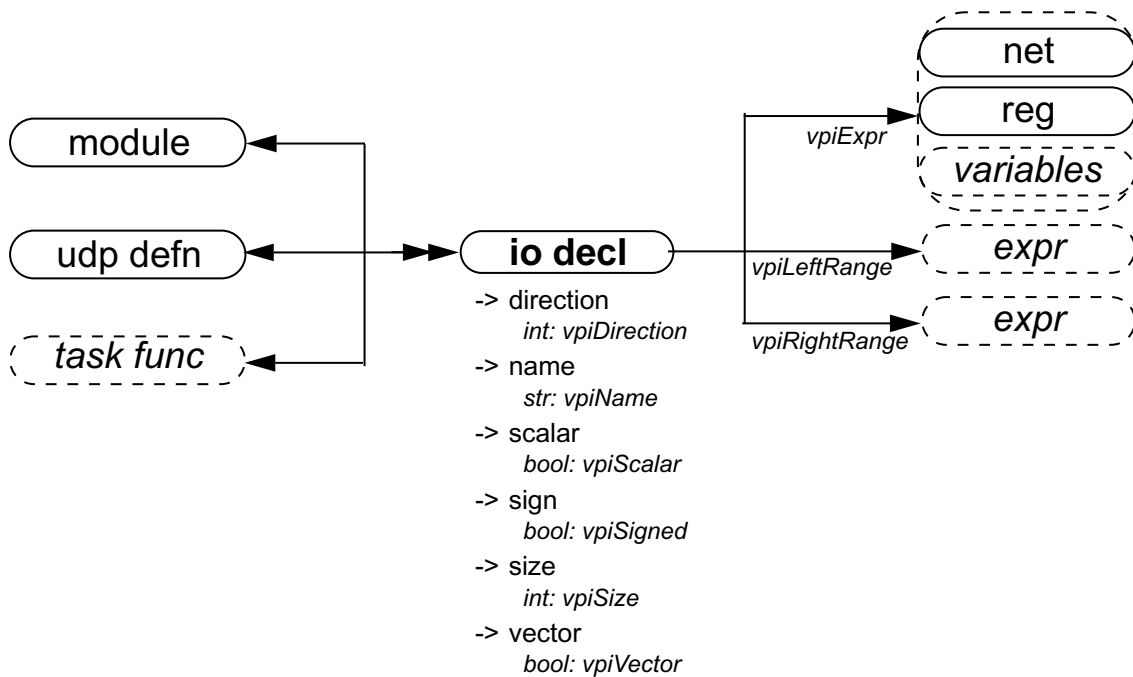 module
udp defn
task func
io decl
-> direction
int: vpiDirection
-> name
str: vpiName
-> scalar
bool: vpiScalar
-> sign
bool: vpiSigned
-> size
int: vpiSize
-> vector
bool: vpiVector
vpiExpr
vpiLeftRange
vpiRightRange
net
reg
variables
expr
expr